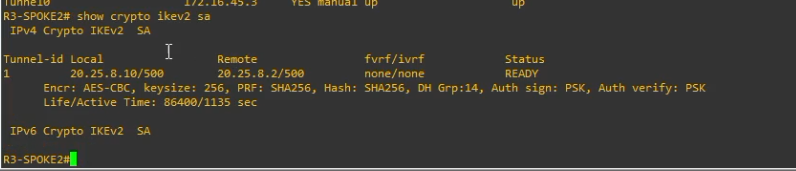 Tunnel0 172.16.45.3 YES manual up up
R3-SPOKE2# show crypto ikev2 sa
IPv4 Crypto IKEv2 SA
Tunnel-id Local Remote fvrf/ivrf Status
1 20.25.8.10/500 20.25.8.2/500 none/none READY
Encr: AES-CBC, keysize: 256, PRF: SHA256, Hash: SHA256, DH Grp:14, Auth sign: PSK, Auth verify: PSK
Life/Active Time: 86400/1135 sec
IPv6 Crypto IKEv2 SA
R3-SPOKE2#